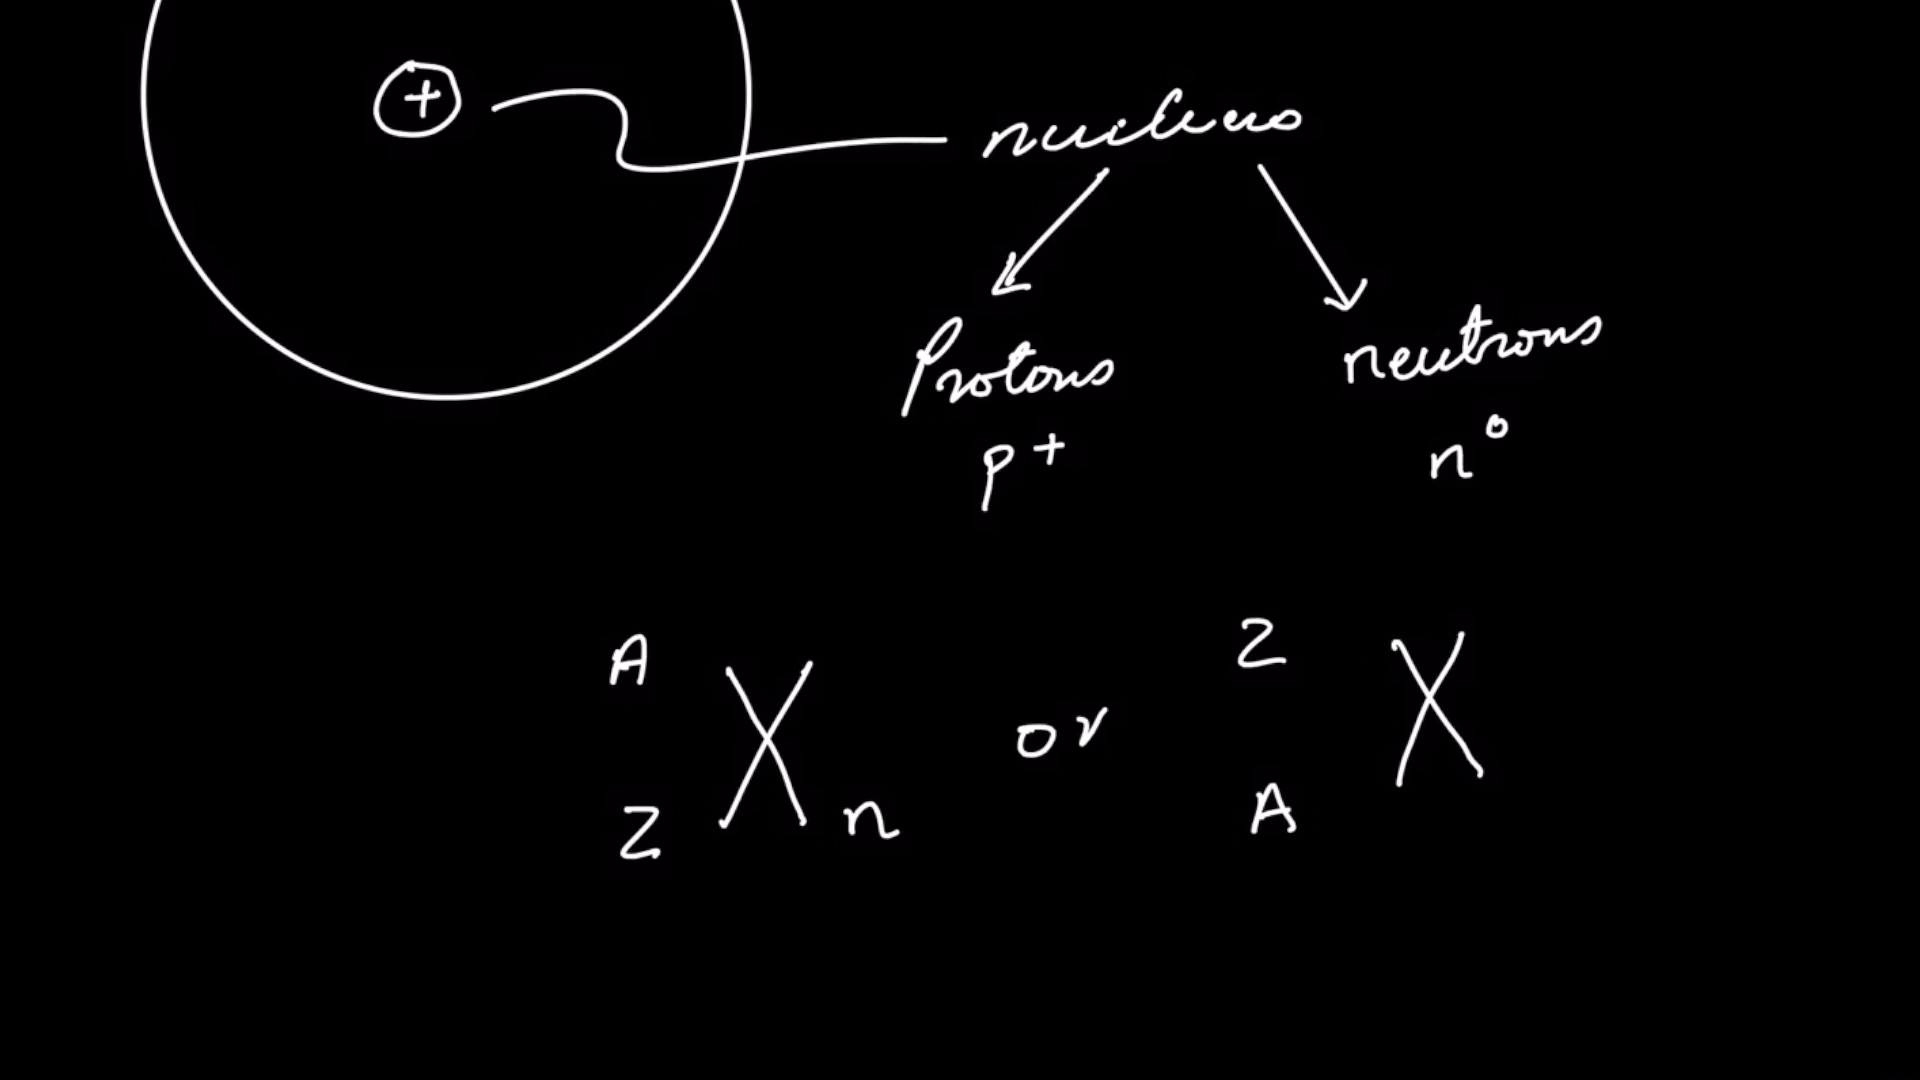 +
nucleus
Protons neutrons
p+ n°
A X n or Z X
Z A